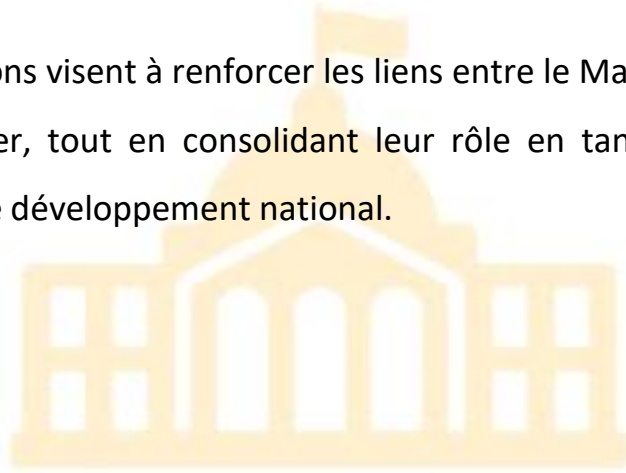 ons visent à renforcer les liens entre le Ma
er, tout en consolidant leur rôle en tan
e développement national.